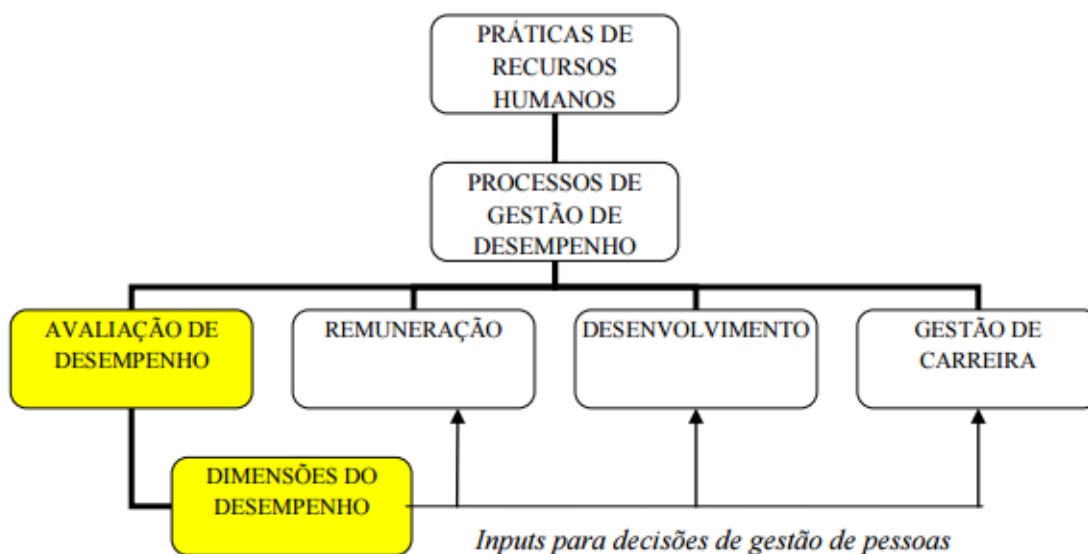 PRÁTICAS DE
RECURSOS
HUMANOS
PROCESSOS DE
GESTÃO DE
DESEMPENHO
AVALIAÇÃO DE
DESEMPENHO
REMUNERAÇÃO
DESENVOLVIMENTO
GESTÃO DE
CARREIRA
DIMENSÕES DO
DESEMPENHO
Inputs para decisões de gestão de pessoas